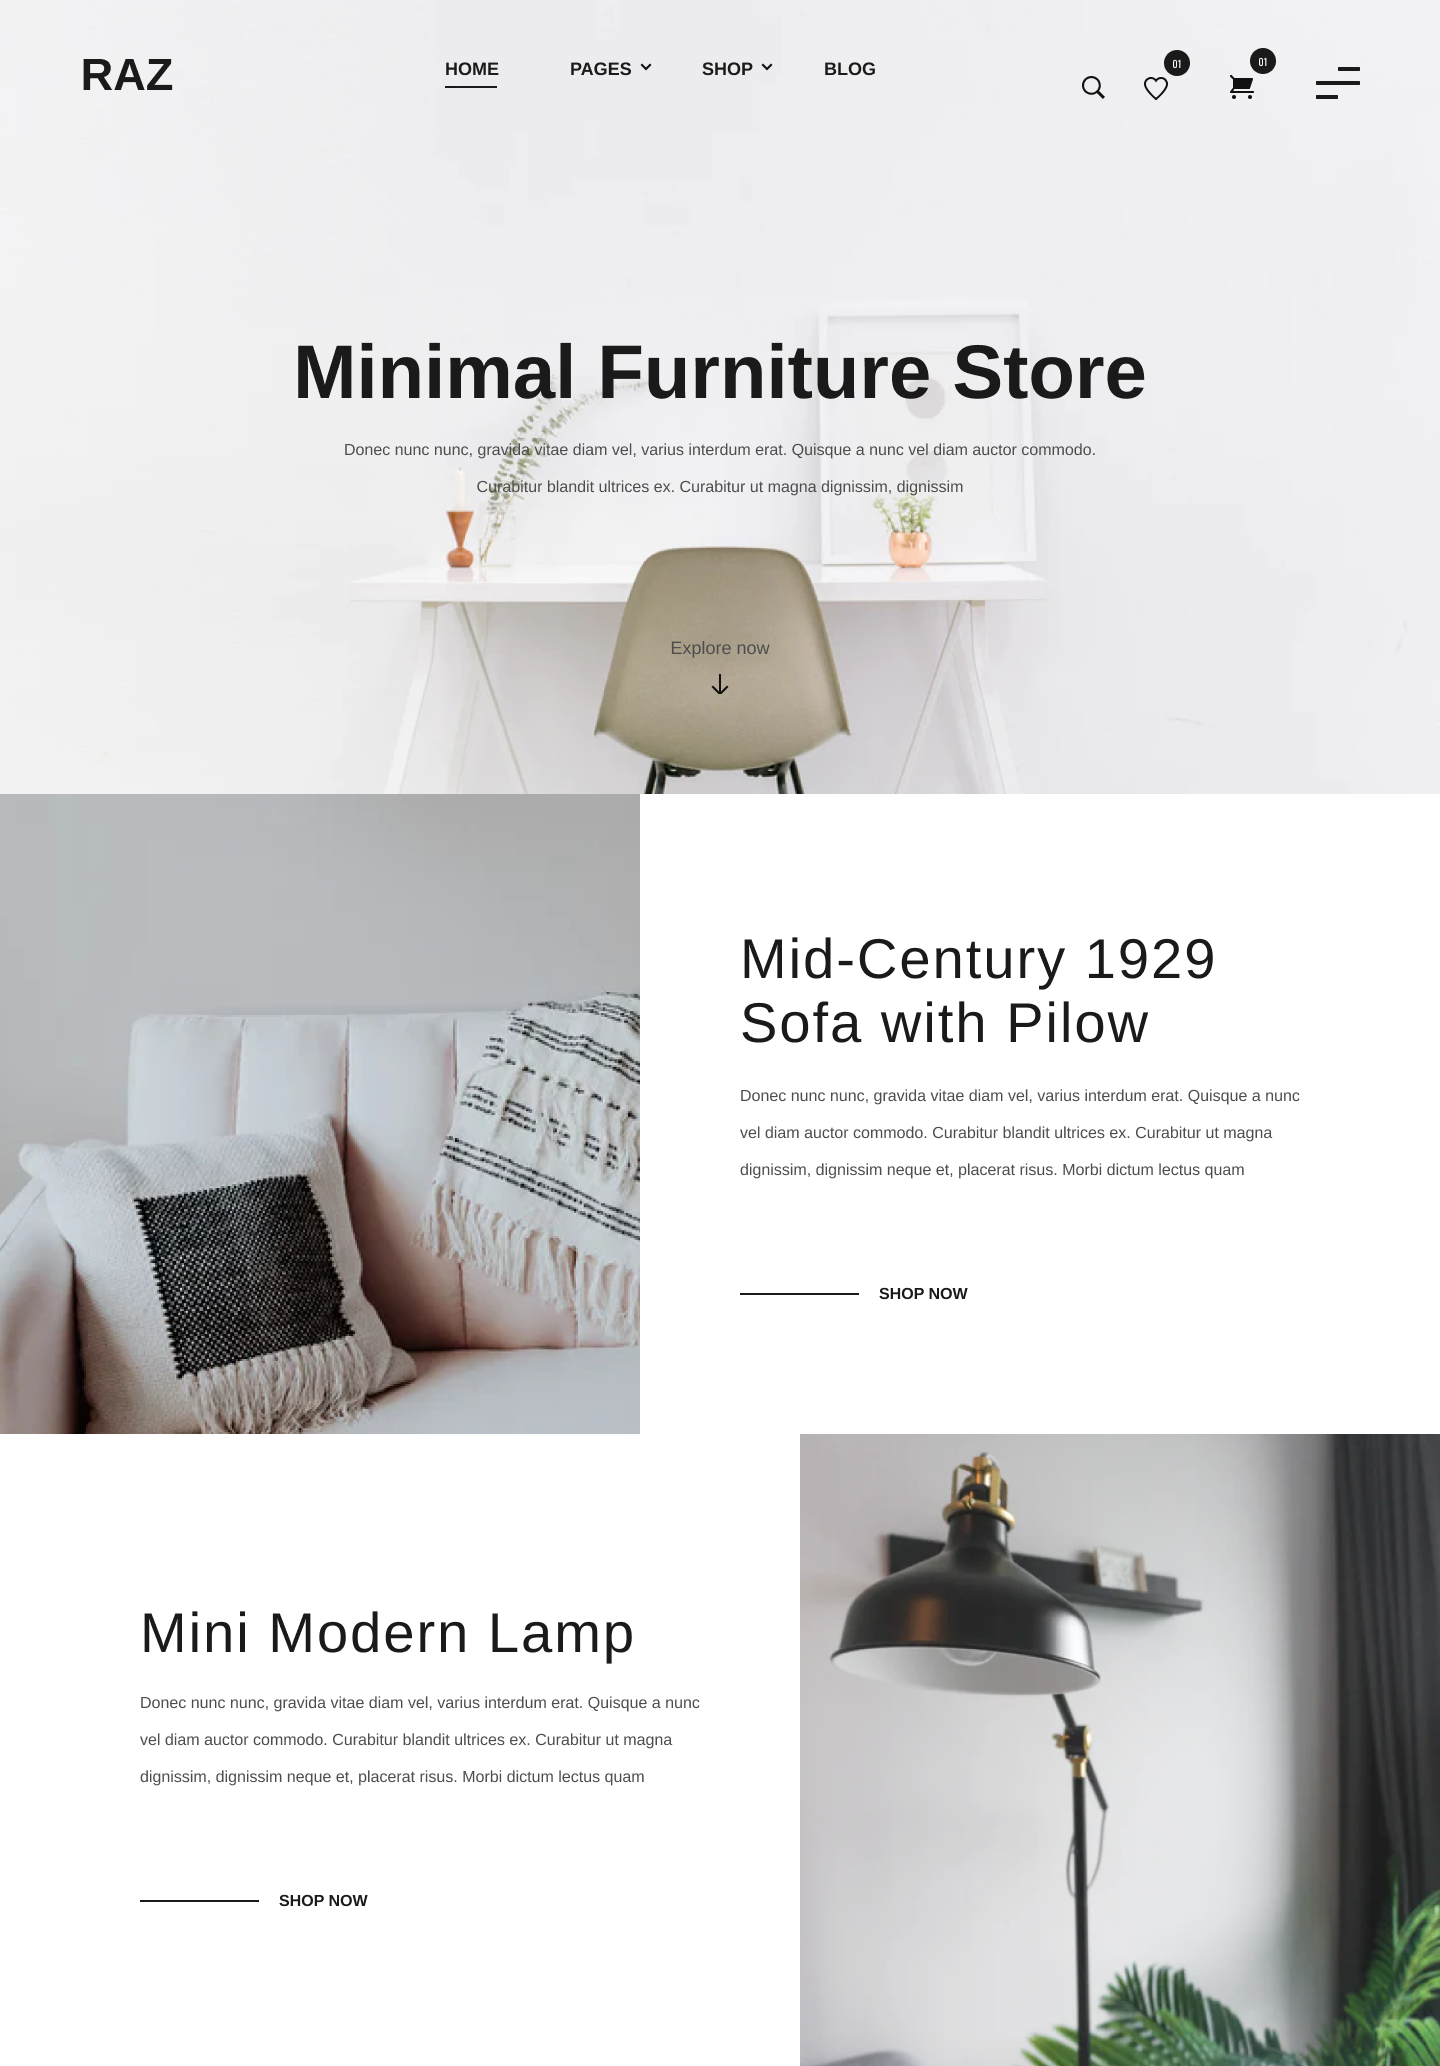 RAZ
HOME PAGES SHOP BLOG
01 01
Minimal Furniture Store
Donec nunc nunc, gravida vitae diam vel, varius interdum erat. Quisque a nunc vel diam auctor commodo.
Curabitur blandit ultrices ex. Curabitur ut magna dignissim, dignissim
Explore now
Mid-Century 1929
Sofa with Pilow
Donec nunc nunc, gravida vitae diam vel, varius interdum erat. Quisque a nunc
vel diam auctor commodo. Curabitur blandit ultrices ex. Curabitur ut magna
dignissim, dignissim neque et, placerat risus. Morbi dictum lectus quam
SHOP NOW
Mini Modern Lamp
Donec nunc nunc, gravida vitae diam vel, varius interdum erat. Quisque a nunc
vel diam auctor commodo. Curabitur blandit ultrices ex. Curabitur ut magna
dignissim, dignissim neque et, placerat risus. Morbi dictum lectus quam
SHOP NOW